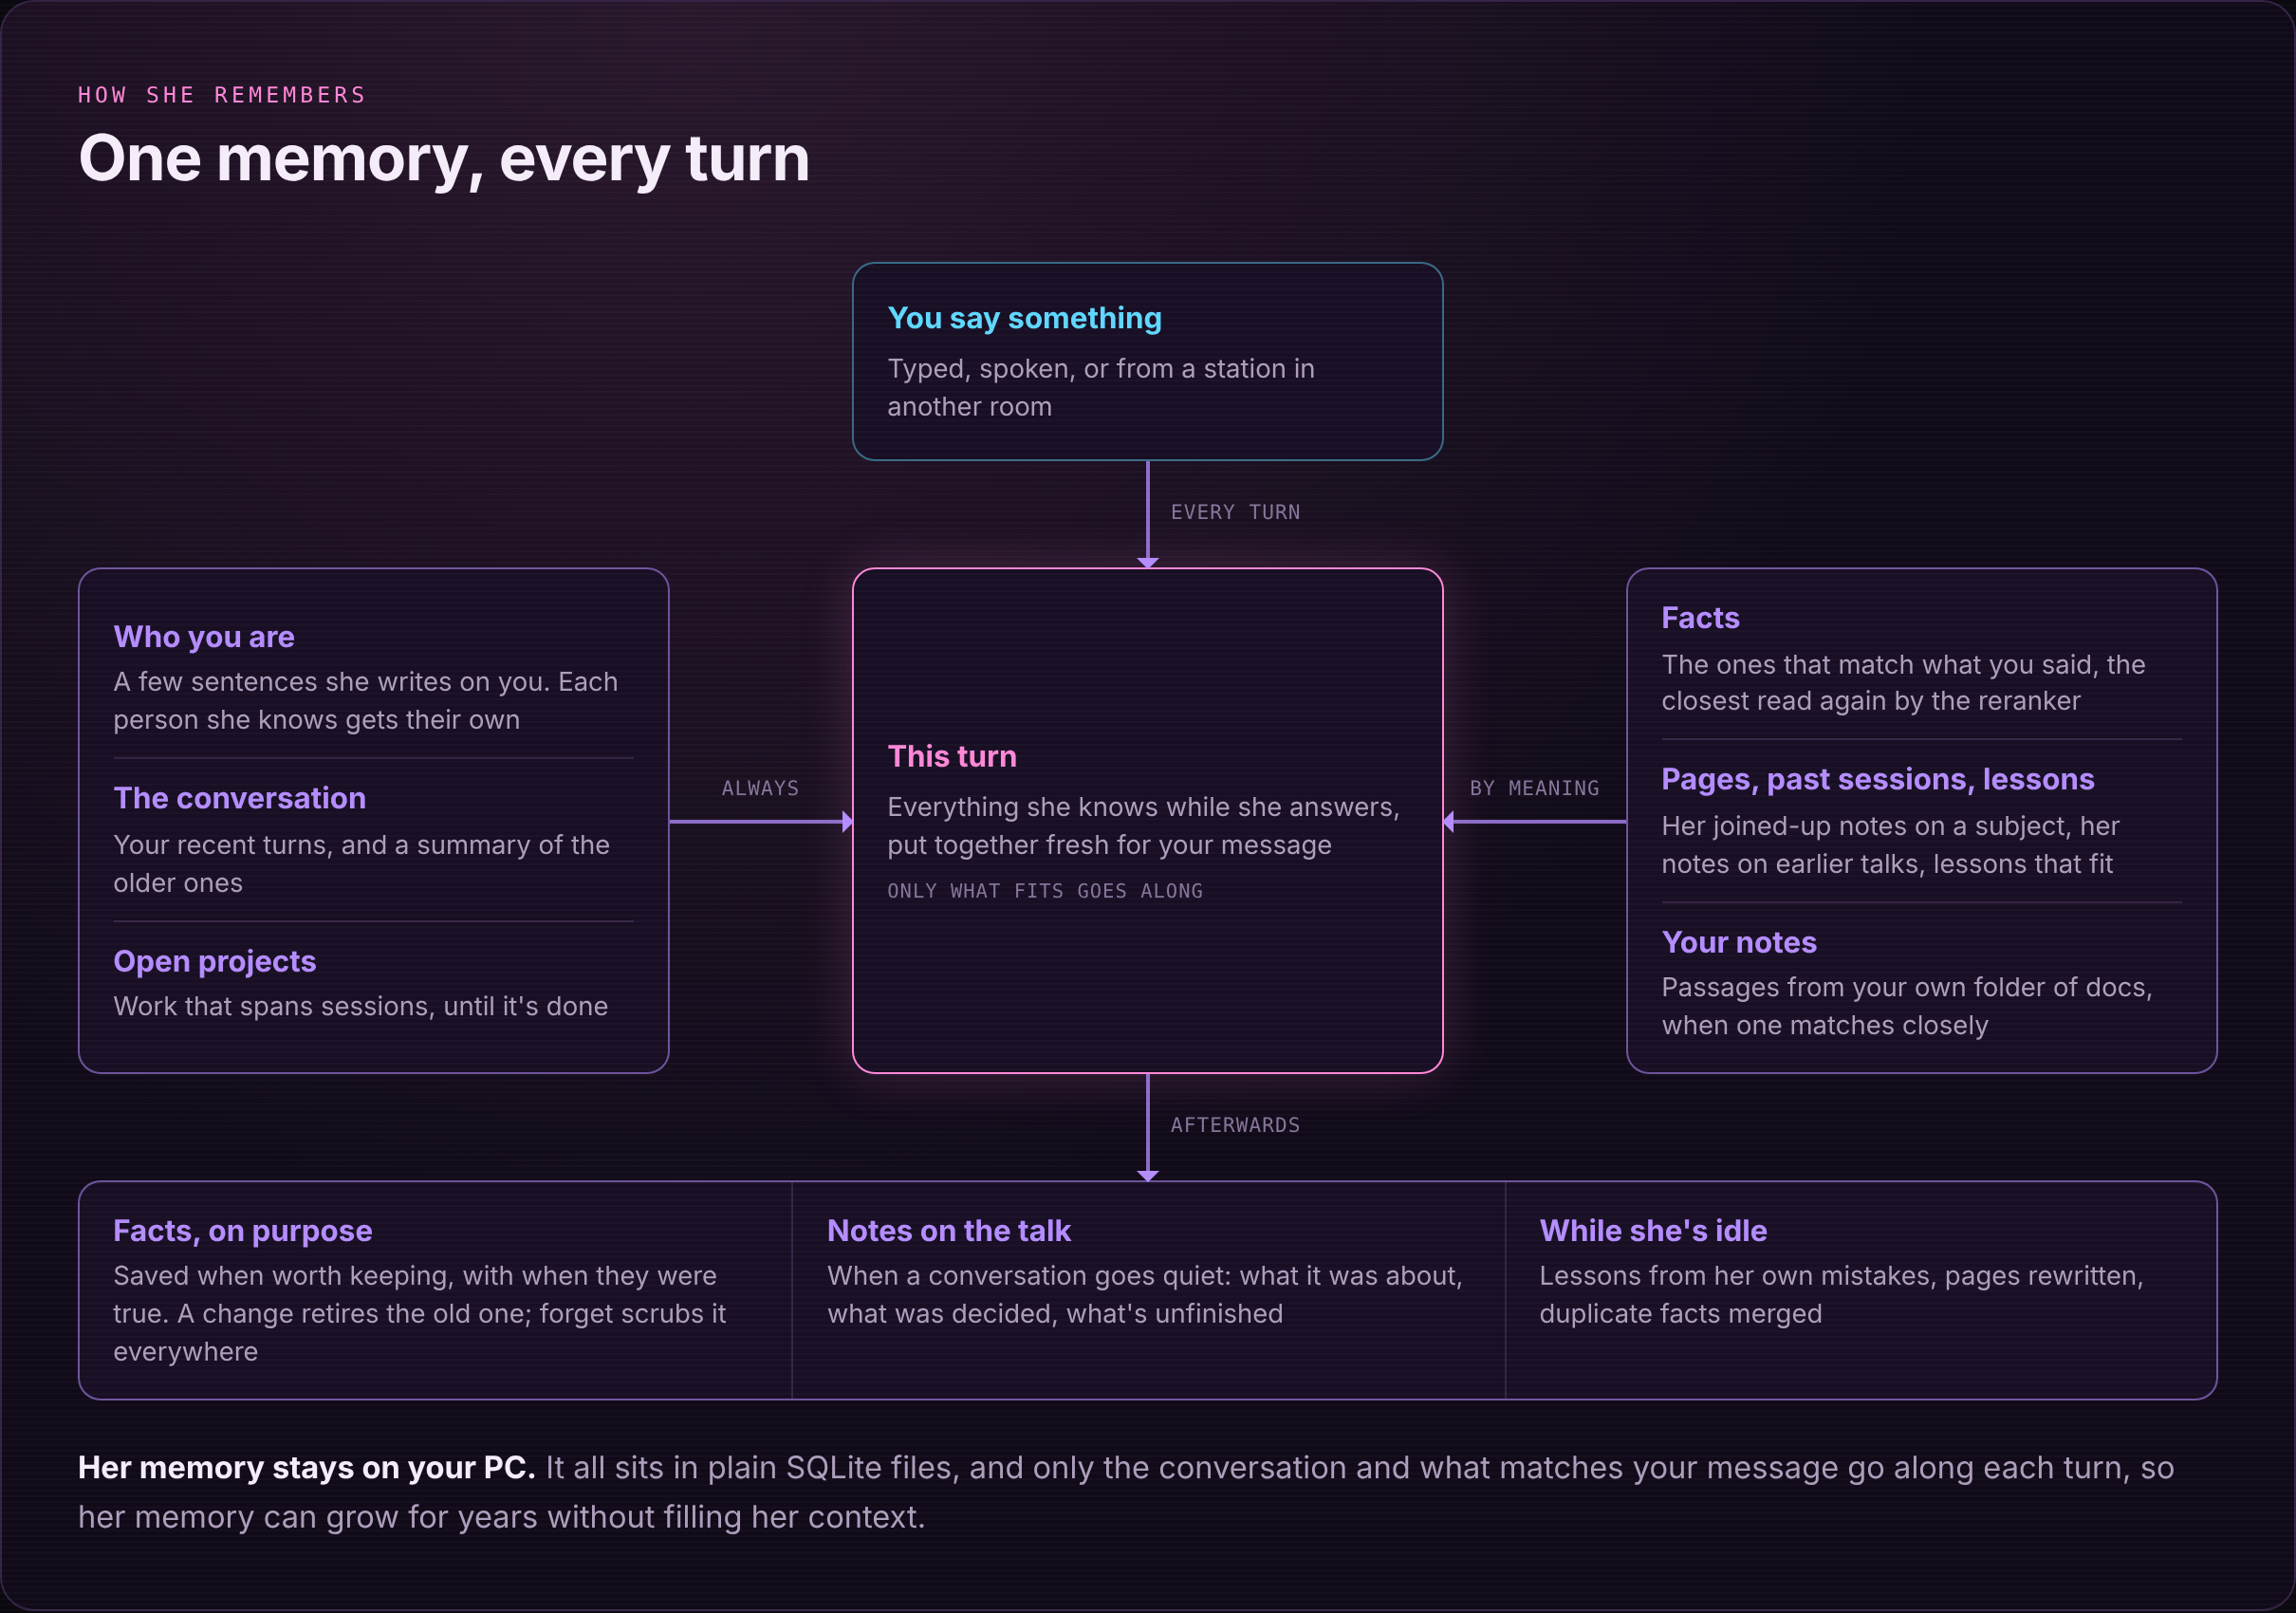 HOW SHE REMEMBERS
One memory, every turn
You say something
Typed, spoken, or from a station in
another room
EVERY TURN
Who you are
A few sentences she writes on you. Each
person she knows gets their own
The conversation
Your recent turns, and a summary of the
older ones
Open projects
Work that spans sessions, until it's done
ALWAYS
This turn
Everything she knows while she answers,
put together fresh for your message
ONLY WHAT FITS GOES ALONG
BY MEANING
Facts
The ones that match what you said, the
closest read again by the reranker
Pages, past sessions, lessons
Her joined-up notes on a subject, her
notes on earlier talks, lessons that fit
Your notes
Passages from your own folder of docs,
when one matches closely
AFTERWARDS
Facts, on purpose
Saved when worth keeping, with when they were
true. A change retires the old one; forget scrubs it
everywhere
Notes on the talk
When a conversation goes quiet: what it was about,
what was decided, what's unfinished
While she's idle
Lessons from her own mistakes, pages rewritten,
duplicate facts merged
Her memory stays on your PC. It all sits in plain SQLite files, and only the conversation and what matches your message go along each turn, so
her memory can grow for years without filling her context.